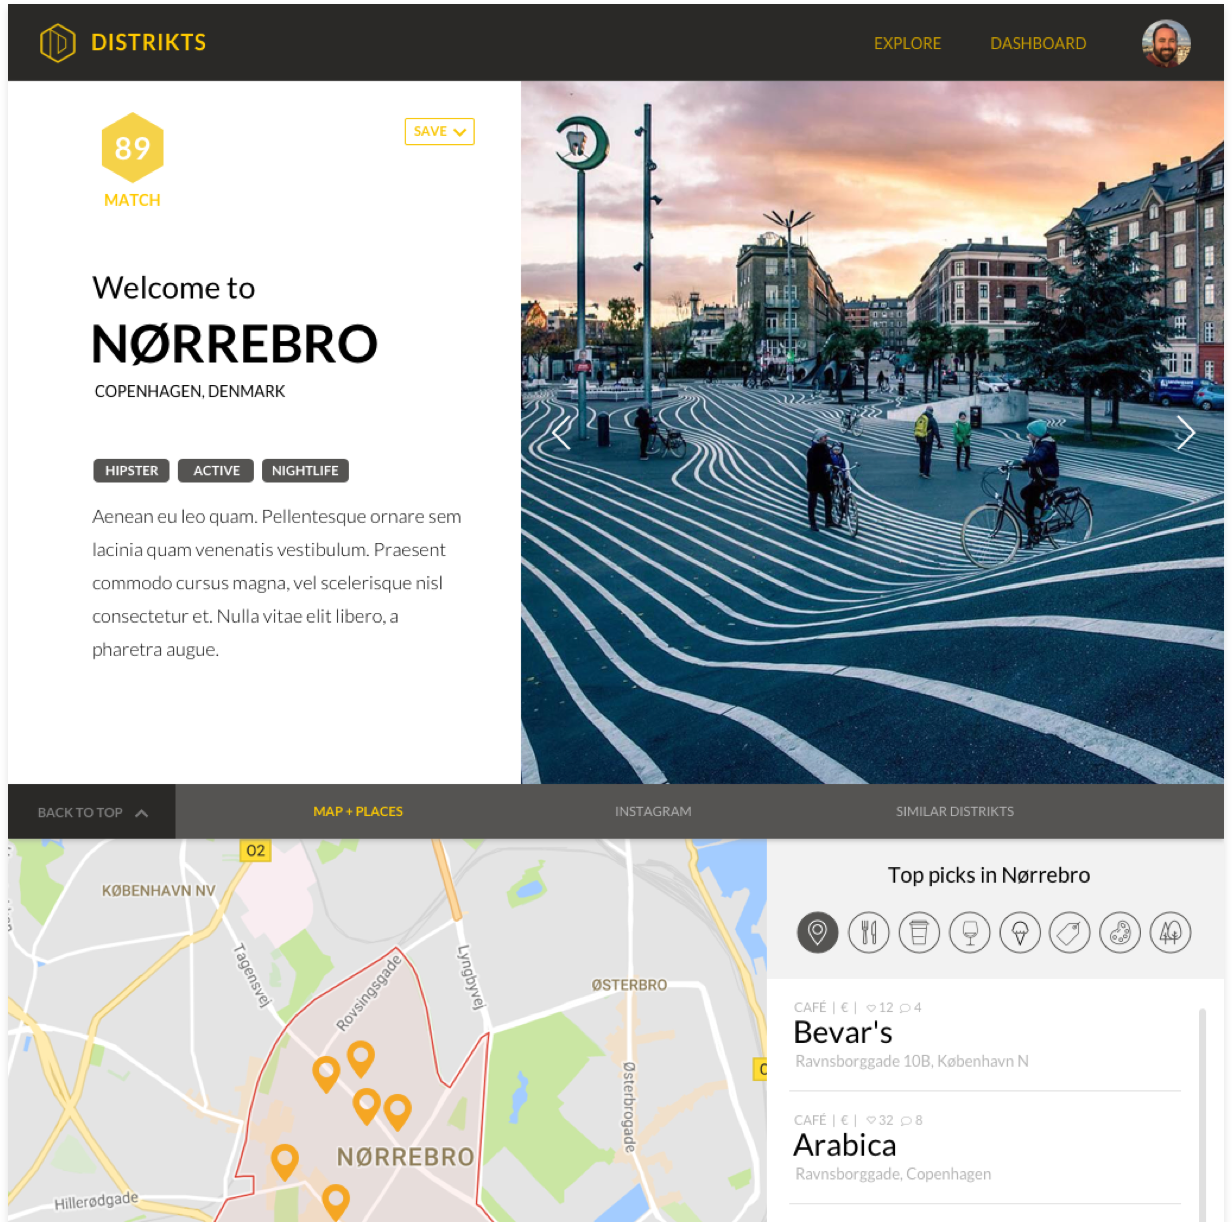 DISTRIKTS
EXPLORE
DASHBOARD
89
MATCH
SAVE
Welcome to
NØRREBRO
COPENHAGEN, DENMARK
HIPSTER
ACTIVE
NIGHTLIFE
Aenean eu leo quam. Pellentesque ornare sem
lacinia quam venenatis vestibulum. Praesent
commodo cursus magna, vel scelerisque nisl
consectetur et. Nulla vitae elit libero, a
pharetra augue.
BACK TO TOP
MAP + PLACES
INSTAGRAM
SIMILAR DISTRIKTS
O2
KØBENHAVN NV
Tagensvej
Rovsingsgade
Lyngbyvej
ØSTERBRO
Østerbrogade
NØRREBRO
Hillerødgade
Top picks in Nørrebro
CAFÉ | € | 12 4
Bevar's
Ravnsborggade 10B, København N
CAFÉ | € | 32 8
Arabica
Ravnsborggade, Copenhagen